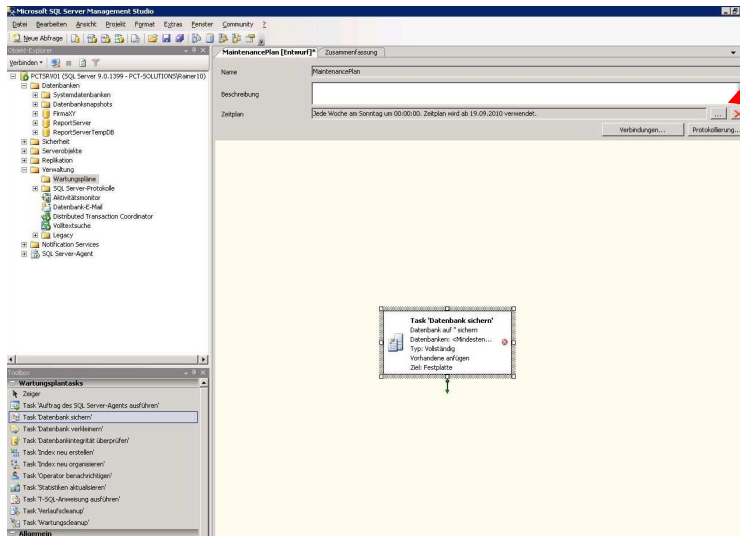 Microsoft SQL Server Management Studio
Datei Bearbeiten Ansicht Projekt Format Extras Fenster Community ?
Neue Abfrage
Objekt-Explorer
Verbinden
PCTSRV01 (SQL Server 9.0.1399 - PCT-SOLUTIONS\Rainer10)
Datenbanken
Systemdatenbanken
Datenbanksnapshots
FirmaXY
ReportServer
ReportServerTempDB
Sicherheit
Serverobjekte
Replikation
Verwaltung
Wartungspläne
SQL Server-Protokolle
Aktivitätsmonitor
Datenbank-E-Mail
Distributed Transaction Coordinator
Volltextsuche
Legacy
Notification Services
SQL Server-Agent
MaintenancePlan [Entwurf]* Zusammenfassung
Name MaintenancePlan
Beschreibung
Zeitplan Jede Woche am Sonntag um 00:00:00. Zeitplan wird ab 19.09.2010 verwendet. ...
Verbindungen... Protokollierung...
Task 'Datenbank sichern'
Datenbank auf '' sichern
Datenbanken: <Mindesten...
Typ: Vollständig
Vorhandene anfügen
Ziel: Festplatte
Toolbox
Wartungsplantasks
Zeiger
Task 'Auftrag des SQL Server-Agents ausführen'
Task 'Datenbank sichern'
Task 'Datenbank verkleinern'
Task 'Datenbankintegrität überprüfen'
Task 'Index neu erstellen'
Task 'Index neu organisieren'
Task 'Operator benachrichtigen'
Task 'Statistiken aktualisieren'
Task 'T-SQL-Anweisung ausführen'
Task 'Verlaufscleanup'
Task 'Wartungscleanup'
Allgemein